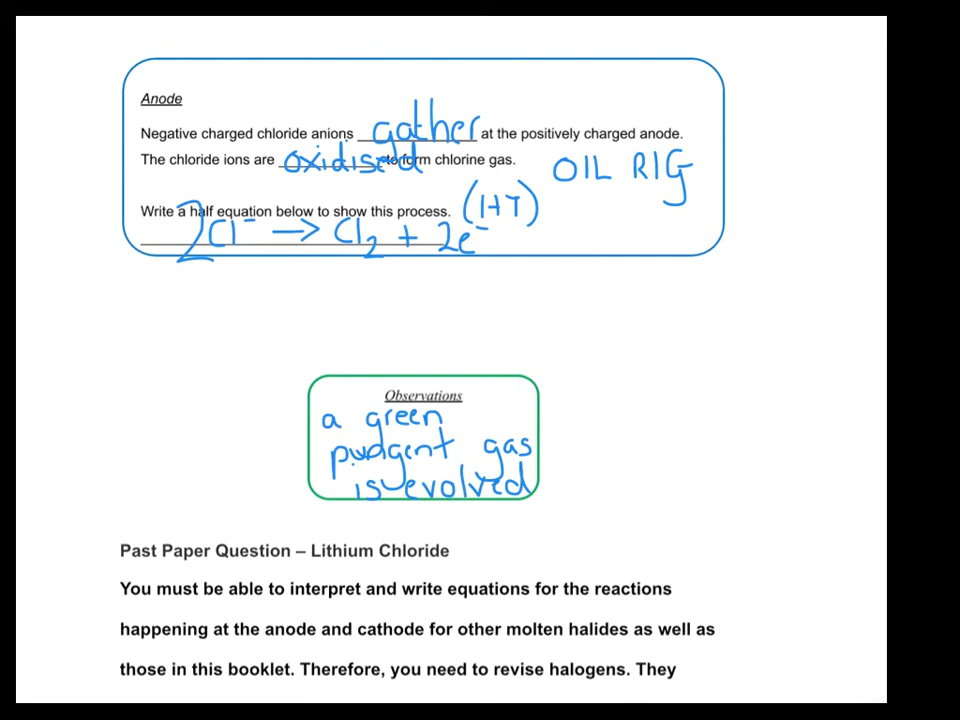 Anode
Negative charged chloride anions gather at the positively charged anode.
The chloride ions are oxidised to form chlorine gas.
OIL RIG
Write a half equation below to show this process. (HT)
2Cl⁻ → Cl₂ + 2e⁻
Observations
a green
pudgent gas
is evolved
Past Paper Question – Lithium Chloride
You must be able to interpret and write equations for the reactions
happening at the anode and cathode for other molten halides as well as
those in this booklet. Therefore, you need to revise halogens. They